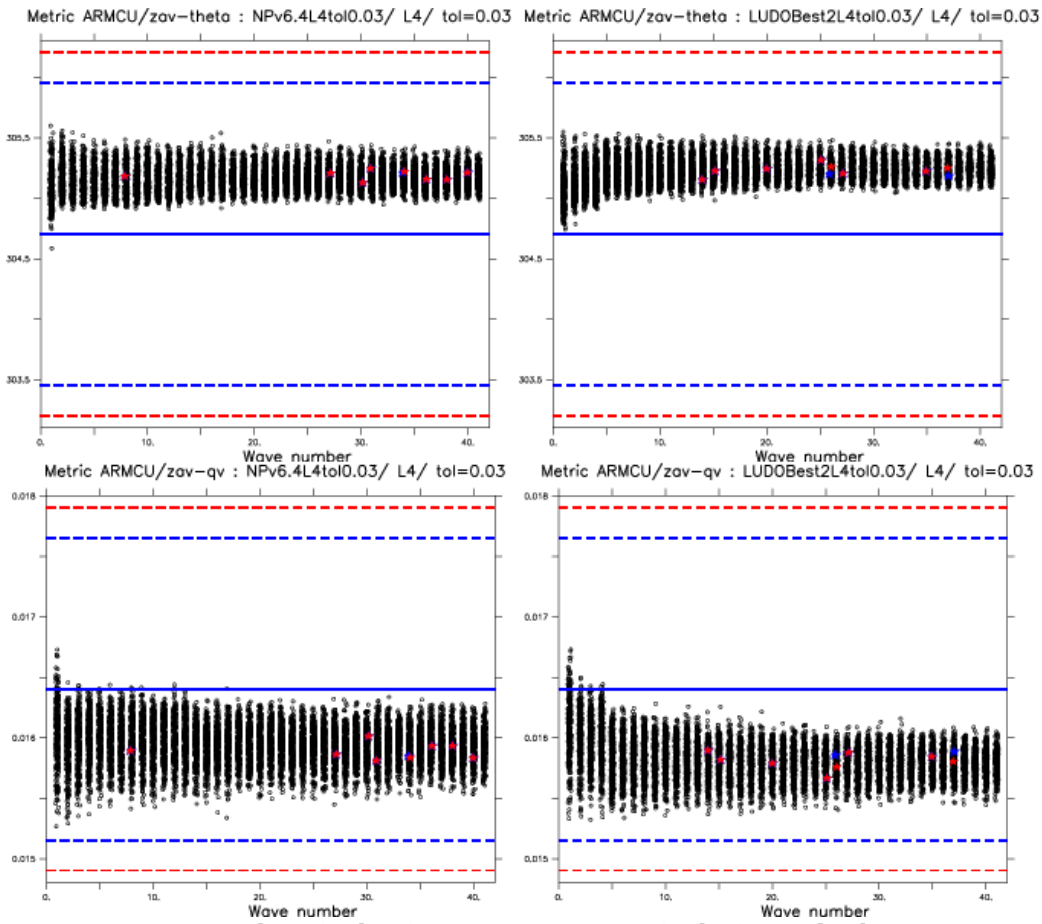 Metric ARMCU/zav-theta : NPv6.4L4tol0.03/ L4/ tol=0.03
Metric ARMCU/zav-theta : LUDOBest2L4tol0.03/ L4/ tol=0.03
305.5
304.5
303.5
0. 10. 20. 30. 40.
Wave number
305.5
304.5
303.5
0. 10. 20. 30. 40.
Wave number
Metric ARMCU/zav-qv : NPv6.4L4tol0.03/ L4/ tol=0.03
Metric ARMCU/zav-qv : LUDOBest2L4tol0.03/ L4/ tol=0.03
0.018
0.017
0.016
0.015
0. 10. 20. 30. 40.
Wave number
0.018
0.017
0.016
0.015
0. 10. 20. 30. 40.
Wave number